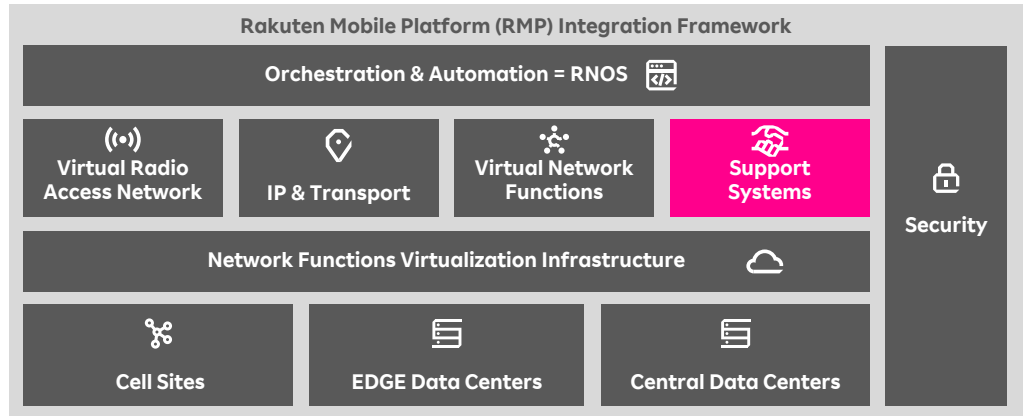 Rakuten Mobile Platform (RMP) Integration Framework
Orchestration & Automation = RNOS
Virtual Radio
Access Network
IP & Transport
Virtual Network
Functions
Support
Systems
Security
Network Functions Virtualization Infrastructure
Cell Sites
EDGE Data Centers
Central Data Centers